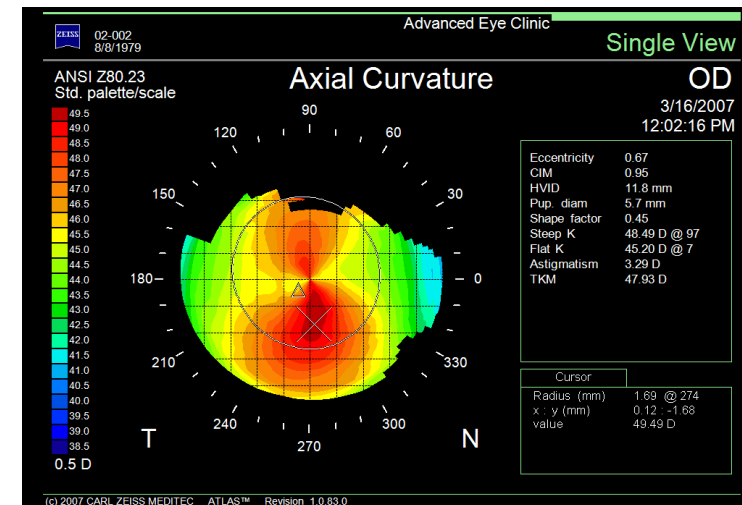 Advanced Eye Clinic
ZEISS
02-002
8/8/1979
Single View
ANSI Z80.23
Std. palette/scale
Axial Curvature
OD
3/16/2007
12:02:16 PM
49.5
49.0
48.5
48.0
47.5
47.0
46.5
46.0
45.5
45.0
44.5
44.0
43.5
43.0
42.5
42.0
41.5
41.0
40.5
40.0
39.5
39.0
38.5
0.5 D
90
120
60
150
30
180
0
210
330
240
300
270
T
N
Eccentricity 0.67
CIM 0.95
HVID 11.8 mm
Pup. diam 5.7 mm
Shape factor 0.45
Steep K 48.49 D @ 97
Flat K 45.20 D @ 7
Astigmatism 3.29 D
TKM 47.93 D
Cursor
Radius (mm) 1.69 @ 274
x : y (mm) 0.12 : -1.68
value 49.49 D
(c) 2007 CARL ZEISS MEDITEC ATLAS™ Revision 1.0.83.0